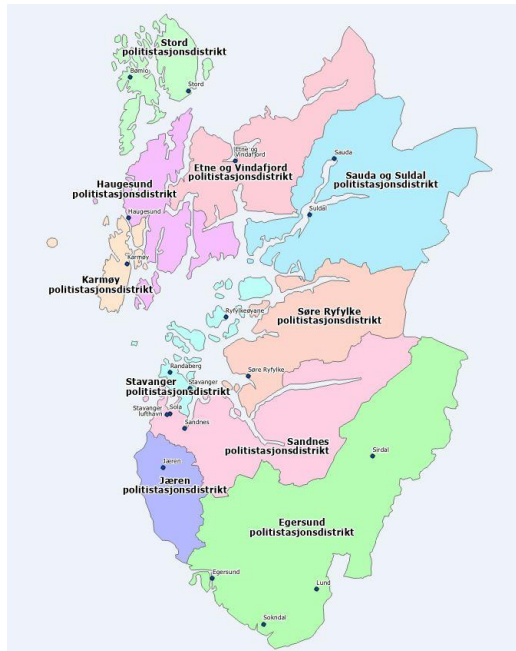 Stord
politistasjonsdistrikt
Bømlo
Stord
Etne og
Vindafjord
Etne og Vindafjord
politistasjonsdistrikt
Sauda
Sauda og Suldal
politistasjonsdistrikt
Haugesund
politistasjonsdistrikt
Haugesund
Suldal
Karmøy
Karmøy
politistasjonsdistrikt
Ryfylkeøyane
Søre Ryfylke
politistasjonsdistrikt
Randaberg
Søre Ryfylke
Stavanger
Stavanger
politistasjonsdistrikt
Stavanger
lufthavn
Sola
Sandnes
Sandnes
politistasjonsdistrikt
Sirdal
Jæren
Jæren
politistasjonsdistrikt
Egersund
politistasjonsdistrikt
Egersund
Lund
Sokndal